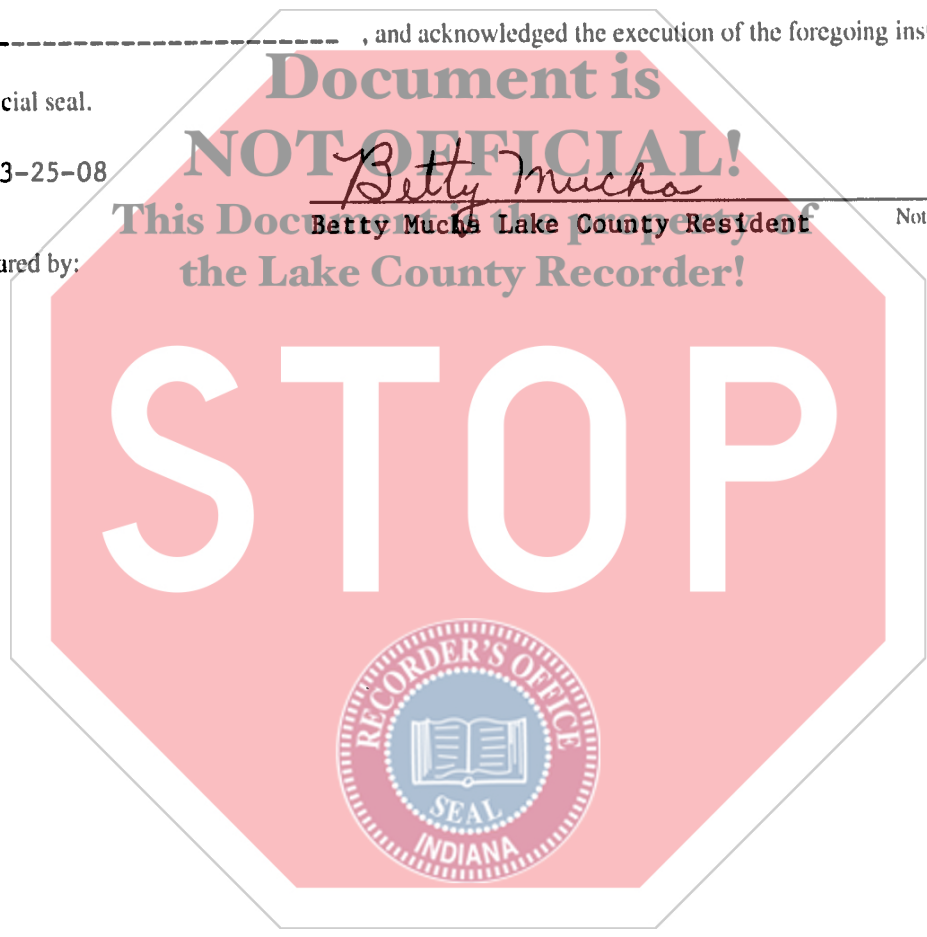 , and acknowledged the execution of the foregoing ins
Document is
cial seal.
NOT OFFICIAL!
3-25-08
Betty Mucha
This Document is the property of
Betty Mucha Lake County Resident
Not
ared by:
the Lake County Recorder!
STOP
RECORDER'S OFFICE
SEAL
INDIANA